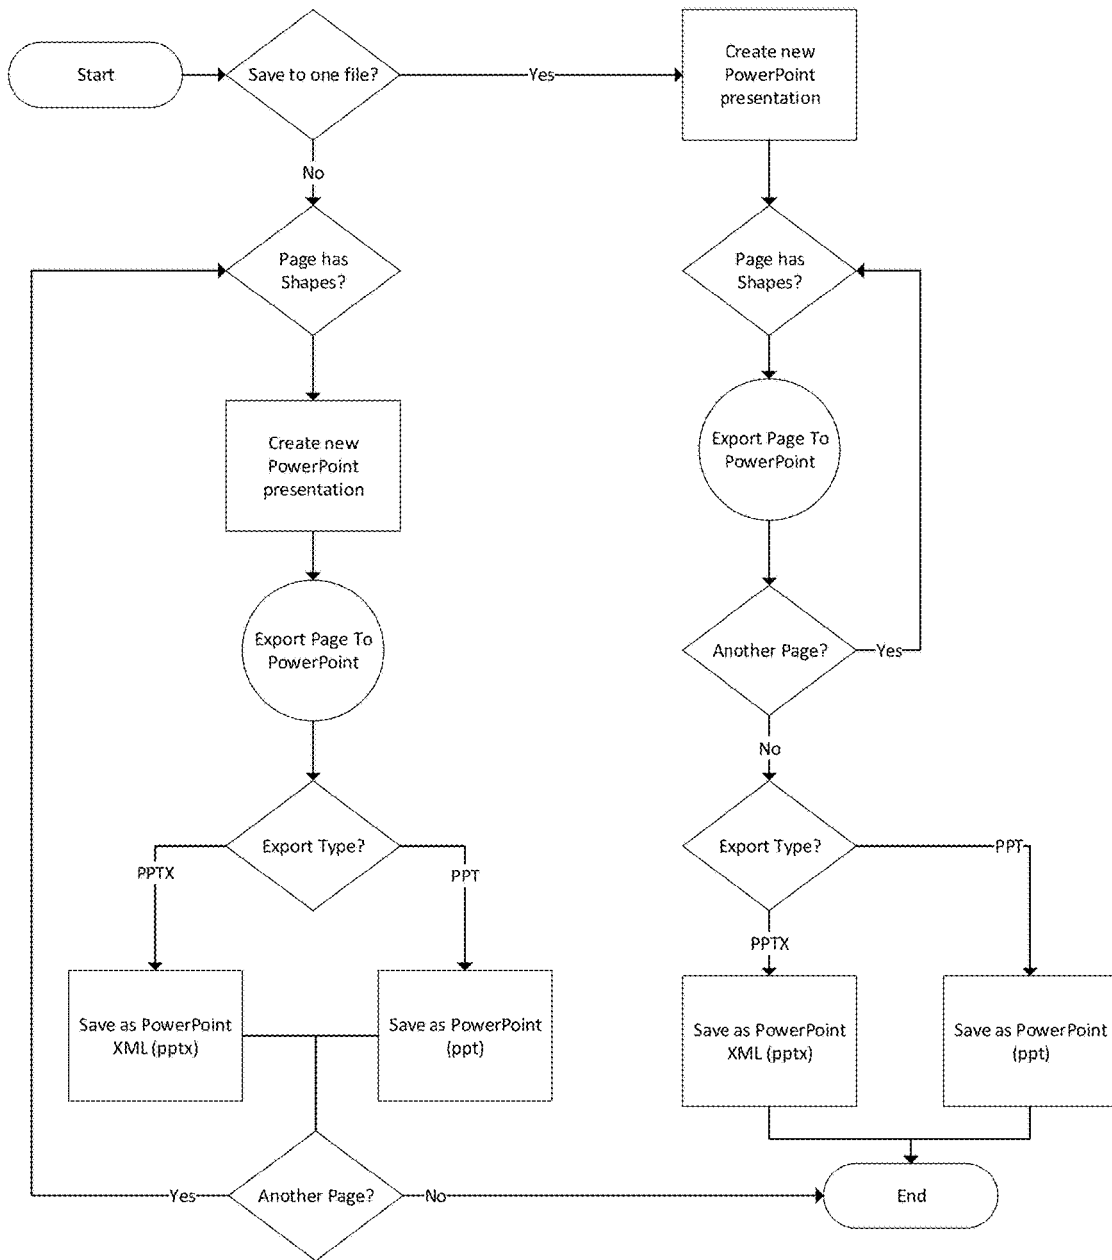 Start
Save to one file?
Yes
Create new
PowerPoint
presentation
No
Page has
Shapes?
Page has
Shapes?
Create new
PowerPoint
presentation
Export Page To
PowerPoint
Export Page To
PowerPoint
Another Page?
Yes
No
Export Type?
PPTX
PPT
Export Type?
PPT
PPTX
Save as PowerPoint
XML (pptx)
Save as PowerPoint
(ppt)
Save as PowerPoint
XML (pptx)
Save as PowerPoint
(ppt)
Yes
Another Page?
No
End